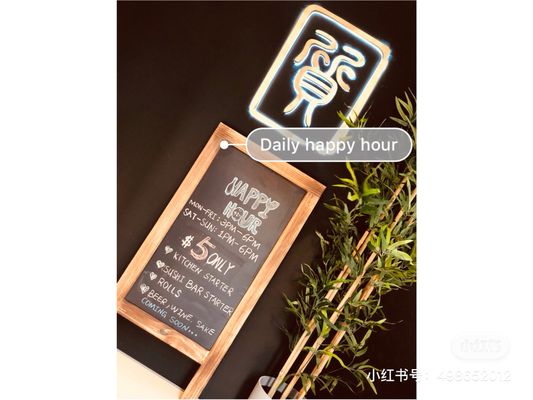 Daily happy hour
HAPPY
HOUR
MON-FRI: 3PM-6PM
SAT-SUN: 1PM-6PM
$5 ONLY
KITCHEN STARTER
SUSHI BAR STARTER
ROLLS
BEER, WINE, SAKE
COMING SOON...
小红书号: 498652012